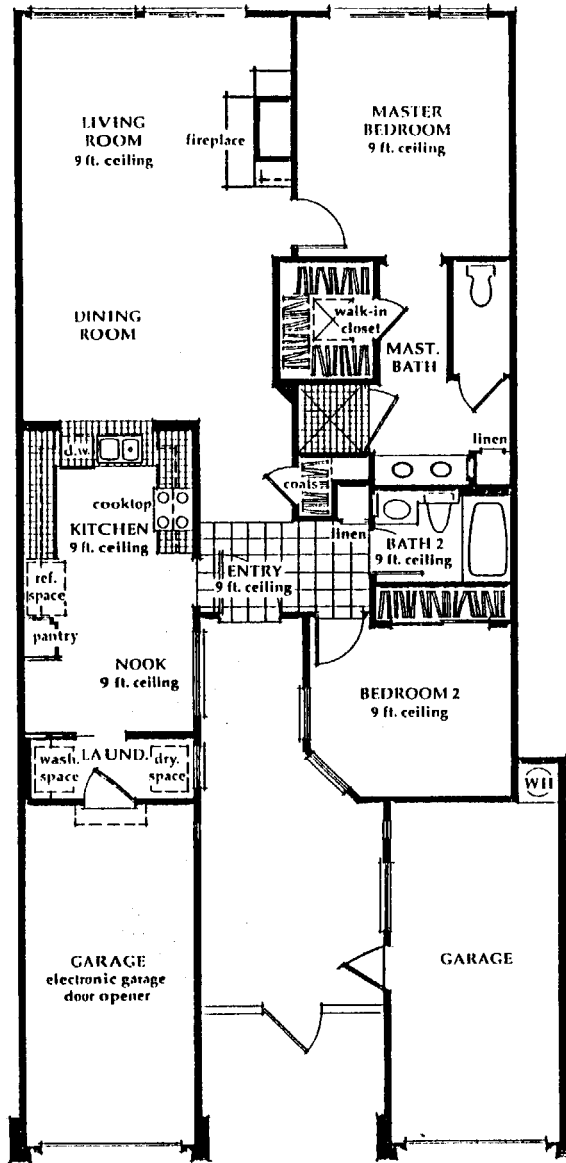 LIVING
ROOM
9 ft. ceiling
fireplace
MASTER
BEDROOM
9 ft. ceiling
DINING
ROOM
walk-in
closet
MAST.
BATH
linen
d.w.
coats
cooktop
KITCHEN
9 ft. ceiling
linen
BATH 2
9 ft. ceiling
ENTRY
9 ft. ceiling
ref.
space
pantry
NOOK
9 ft. ceiling
BEDROOM 2
9 ft. ceiling
LAUND.
wash.
space
dry.
space
WH
GARAGE
electronic garage
door opener
GARAGE